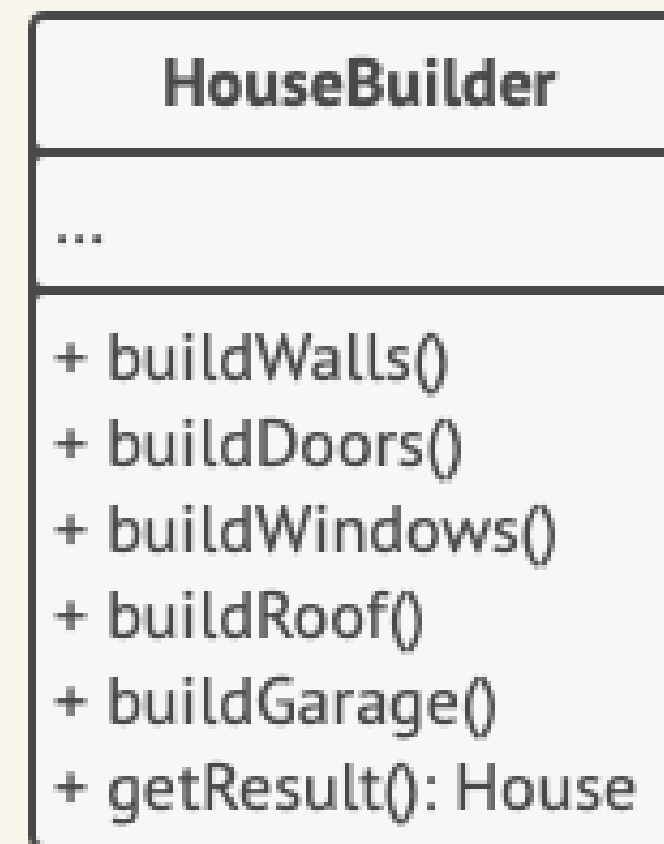 HouseBuilder
...
+ buildWalls()
+ buildDoors()
+ buildWindows()
+ buildRoof()
+ buildGarage()
+ getResult(): House